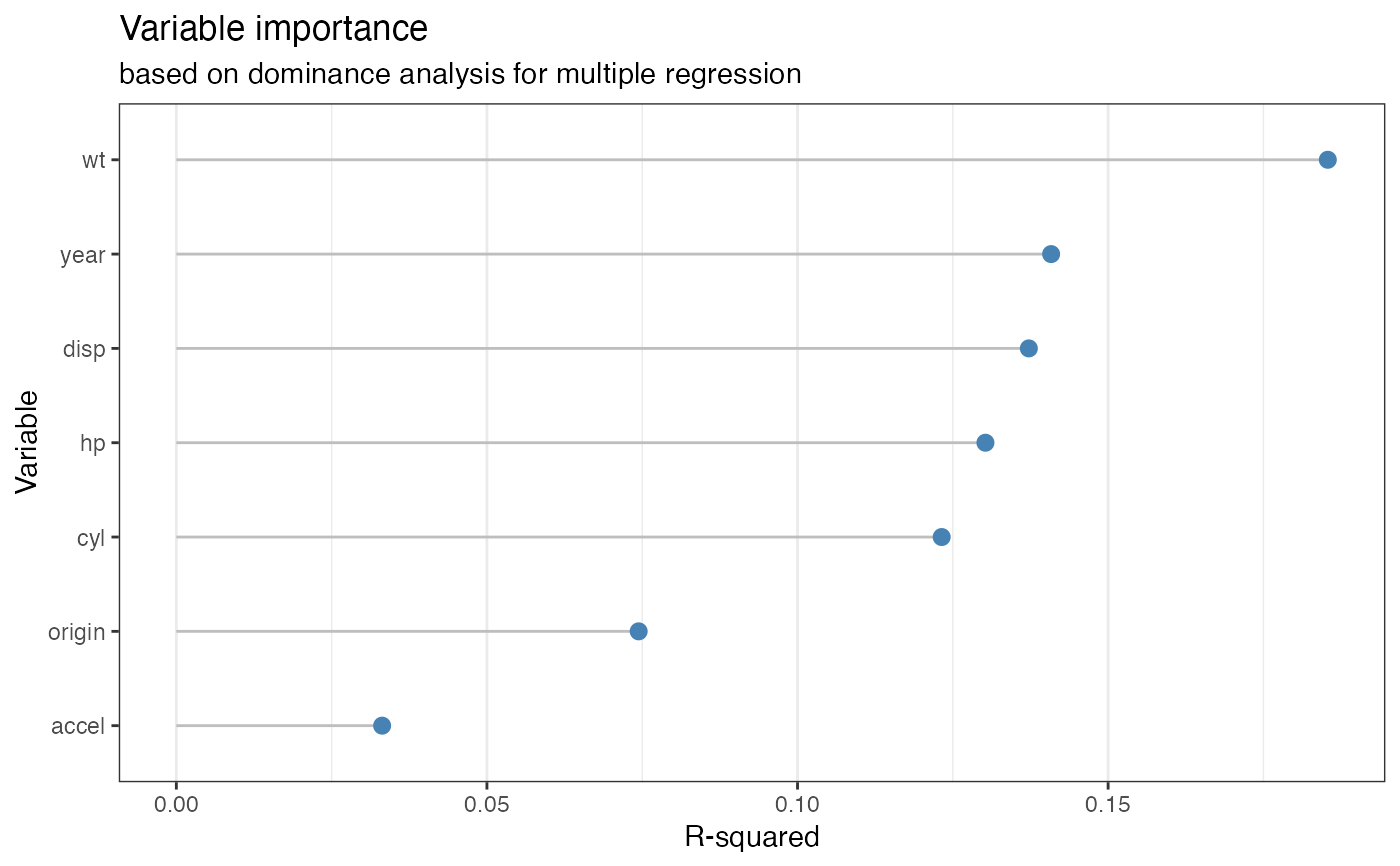 Variable importance
based on dominance analysis for multiple regression
wt
year
disp
hp
cyl
origin
accel
Variable
0.00 0.05 0.10 0.15
R-squared